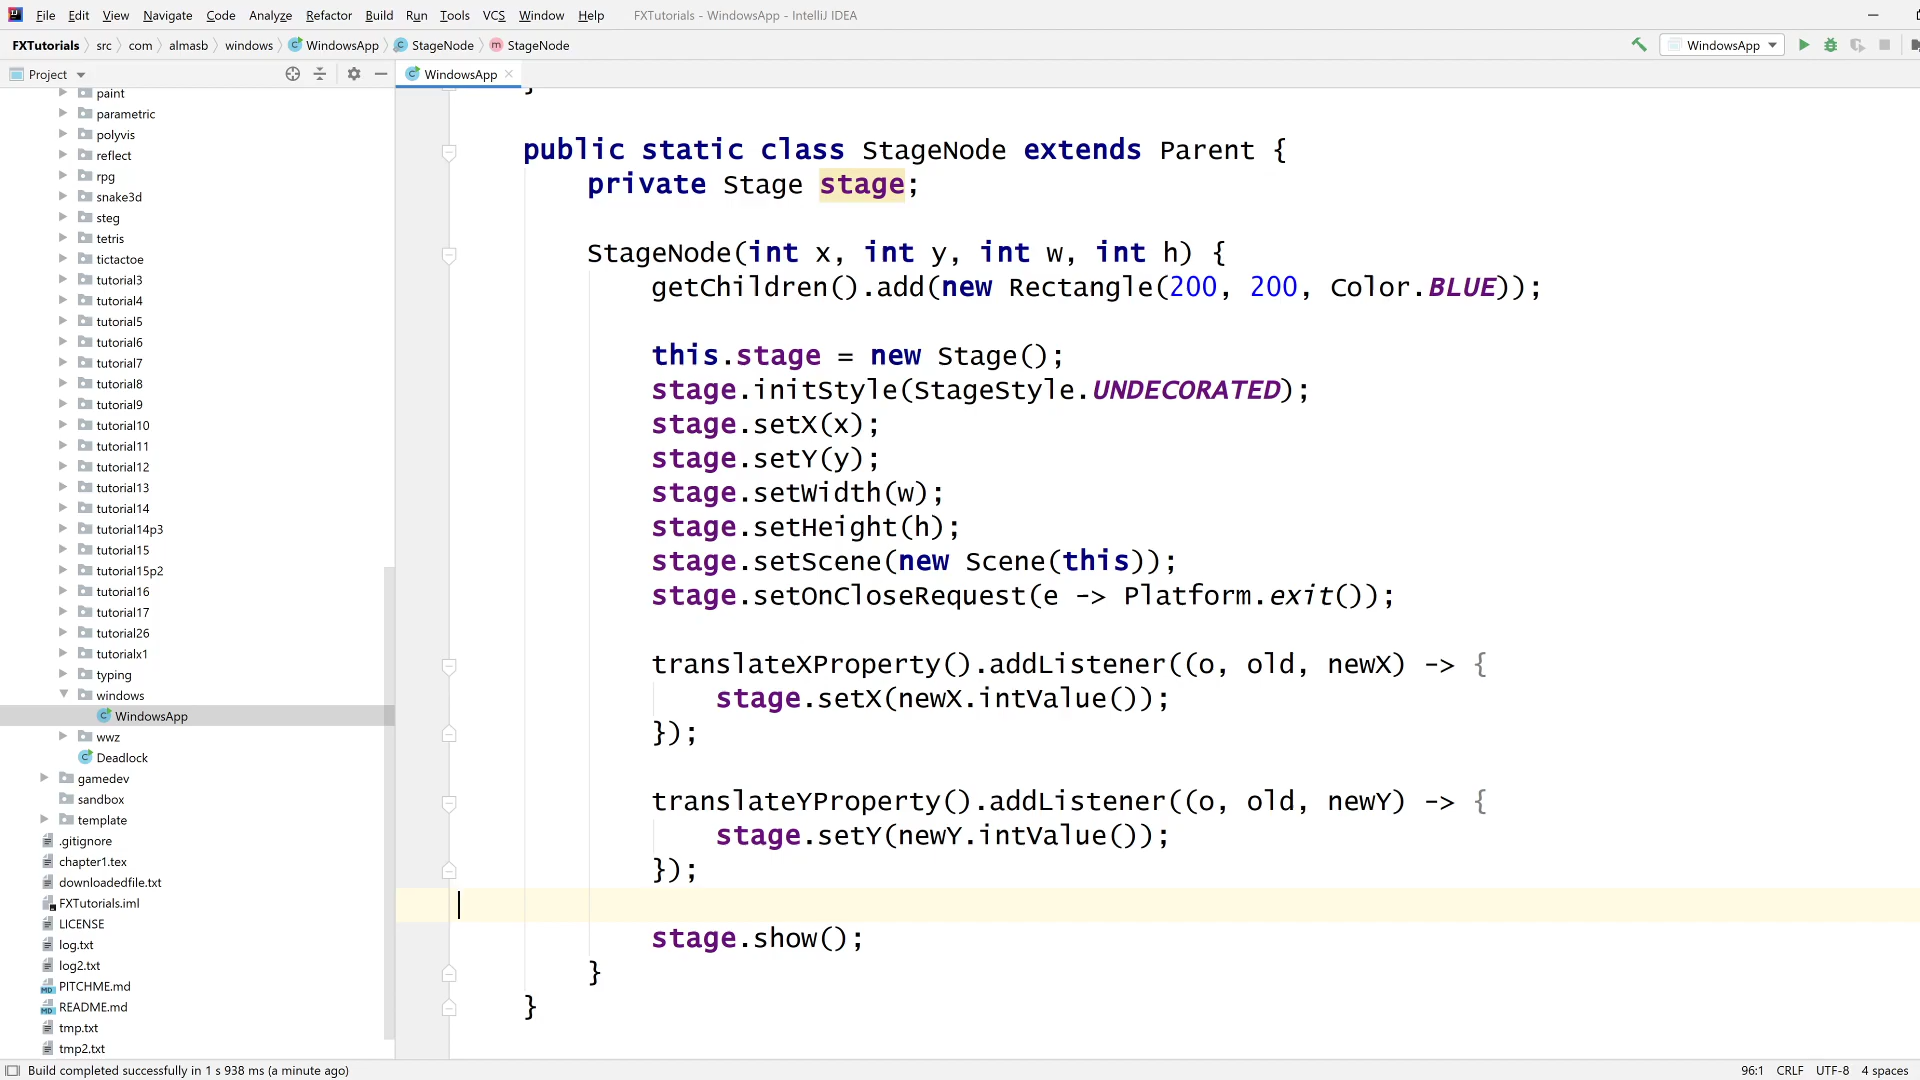 File Edit View Navigate Code Analyze Refactor Build Run Tools VCS Window Help FXTutorials - WindowsApp - IntelliJ IDEA
FXTutorials src com almasb windows WindowsApp StageNode StageNode WindowsApp
Project WindowsApp
paint
parametric
polyvis
reflect
rpg
snake3d
steg
tetris
tictactoe
tutorial3
tutorial4
tutorial5
tutorial6
tutorial7
tutorial8
tutorial9
tutorial10
tutorial11
tutorial12
tutorial13
tutorial14
tutorial14p3
tutorial15
tutorial15p2
tutorial16
tutorial17
tutorial26
tutorialx1
typing
windows
WindowsApp
wwz
Deadlock
gamedev
sandbox
template
.gitignore
chapter1.tex
downloadedfile.txt
FXTutorials.iml
LICENSE
log.txt
log2.txt
PITCHME.md
README.md
tmp.txt
tmp2.txt
}
public static class StageNode extends Parent {
private Stage stage;
StageNode(int x, int y, int w, int h) {
getChildren().add(new Rectangle(200, 200, Color.BLUE));
this.stage = new Stage();
stage.initStyle(StageStyle.UNDECORATED);
stage.setX(x);
stage.setY(y);
stage.setWidth(w);
stage.setHeight(h);
stage.setScene(new Scene(this));
stage.setOnCloseRequest(e -> Platform.exit());
translateXProperty().addListener((o, old, newX) -> {
stage.setX(newX.intValue());
});
translateYProperty().addListener((o, old, newY) -> {
stage.setY(newY.intValue());
});
stage.show();
}
}
Build completed successfully in 1 s 938 ms (a minute ago) 96:1 CRLF UTF-8 4 spaces